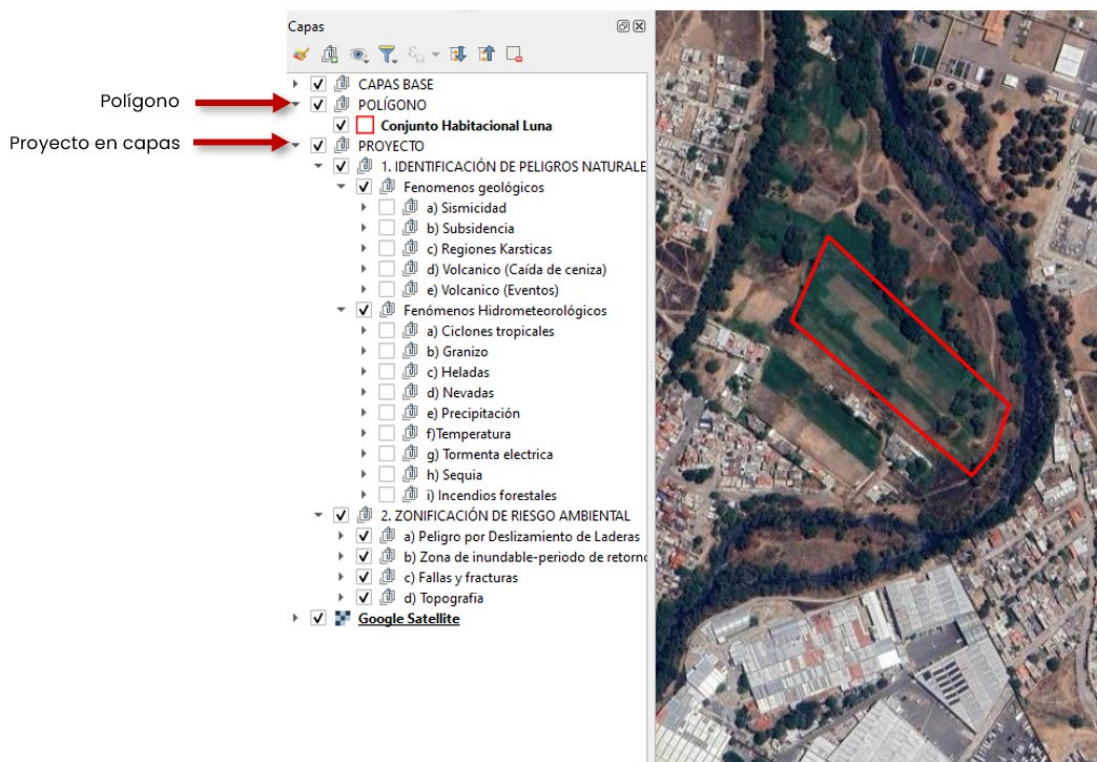 Capas
CAPAS BASE
Polígono
POLÍGONO
Conjunto Habitacional Luna
Proyecto en capas
PROYECTO
1. IDENTIFICACIÓN DE PELIGROS NATURALE
Fenomenos geológicos
a) Sismicidad
b) Subsidencia
c) Regiones Karsticas
d) Volcanico (Caída de ceniza)
e) Volcanico (Eventos)
Fenómenos Hidrometeorológicos
a) Ciclones tropicales
b) Granizo
c) Heladas
d) Nevadas
e) Precipitación
f)Temperatura
g) Tormenta electrica
h) Sequia
i) Incendios forestales
2. ZONIFICACIÓN DE RIESGO AMBIENTAL
a) Peligro por Deslizamiento de Laderas
b) Zona de inundable-periodo de retorno
c) Fallas y fracturas
d) Topografia
Google Satellite